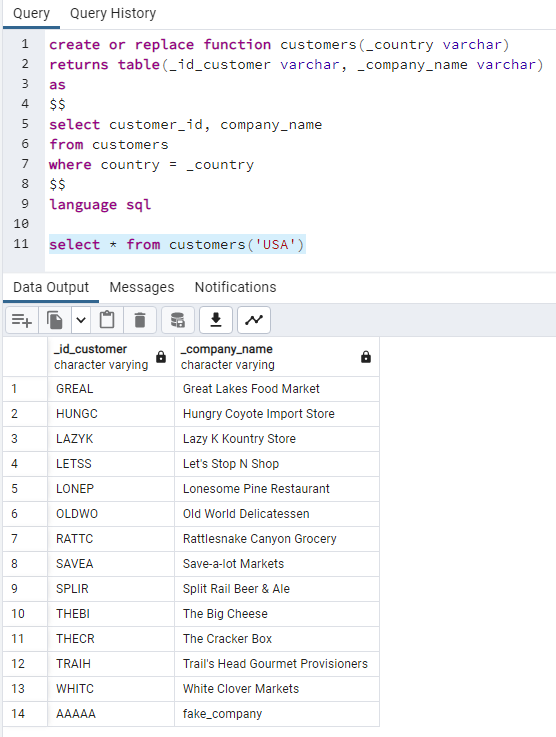 Query Query History
1 create or replace function customers(_country varchar)
2 returns table(_id_customer varchar, _company_name varchar)
3 as
4 $$
5 select customer_id, company_name
6 from customers
7 where country = _country
8 $$
9 language sql
10
11 select * from customers('USA')
Data Output Messages Notifications
_id_customer _company_name
character varying character varying
1 GREAL Great Lakes Food Market
2 HUNGC Hungry Coyote Import Store
3 LAZYK Lazy K Kountry Store
4 LETSS Let's Stop N Shop
5 LONEP Lonesome Pine Restaurant
6 OLDWO Old World Delicatessen
7 RATTC Rattlesnake Canyon Grocery
8 SAVEA Save-a-lot Markets
9 SPLIR Split Rail Beer & Ale
10 THEBI The Big Cheese
11 THECR The Cracker Box
12 TRAIH Trail's Head Gourmet Provisioners
13 WHITC White Clover Markets
14 AAAAA fake_company